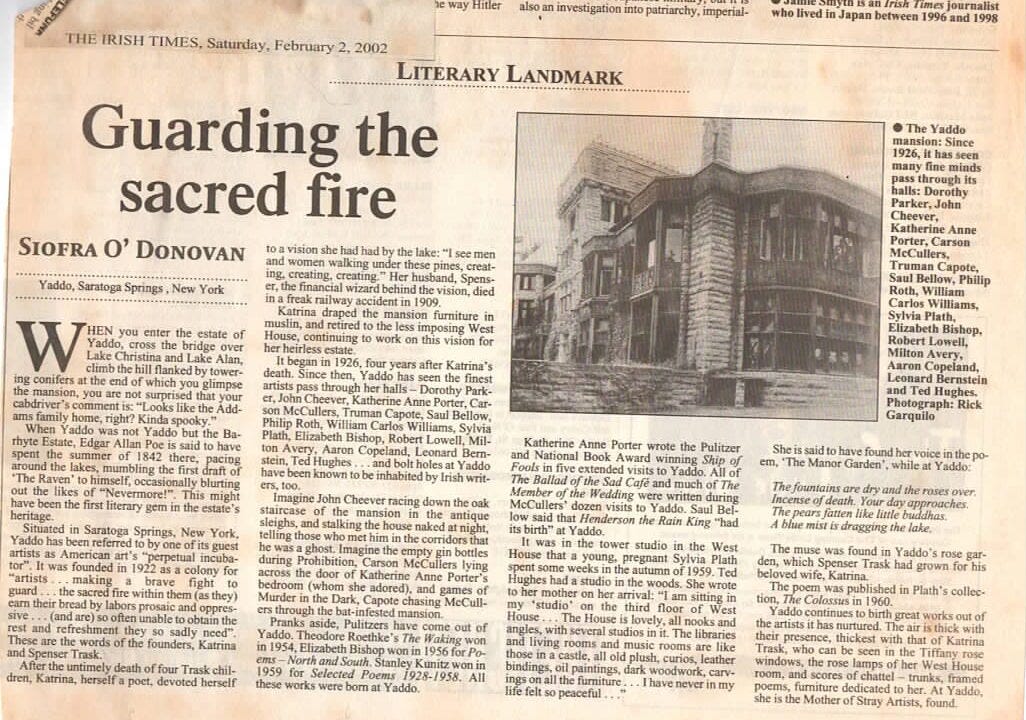 he way Hitler
also an investigation into patriarchy, imperial-
Jamie Smyth is an Irish Times journalist
who lived in Japan between 1996 and 1998
THE IRISH TIMES, Saturday, February 2, 2002
LITERARY LANDMARK
Guarding the
sacred fire
SIOFRA O' DONOVAN
Yaddo, Saratoga Springs , New York
WHEN you enter the estate of
Yaddo, cross the bridge over
Lake Christina and Lake Alan,
climb the hill flanked by tower-
ing conifers at the end of which you glimpse
the mansion, you are not surprised that your
cabdriver's comment is: "Looks like the Add-
ams family home, right? Kinda spooky."
When Yaddo was not Yaddo but the Ba-
rhyte Estate, Edgar Allan Poe is said to have
spent the summer of 1842 there, pacing
around the lakes, mumbling the first draft of
'The Raven' to himself, occasionally blurting
out the likes of "Nevermore!". This might
have been the first literary gem in the estate's
heritage.
Situated in Saratoga Springs, New York,
Yaddo has been referred to by one of its guest
artists as American art's "perpetual incuba-
tor". It was founded in 1922 as a colony for
"artists . . . making a brave fight to
guard . . . the sacred fire within them (as they)
earn their bread by labors prosaic and oppres-
sive . . . (and are) so often unable to obtain the
rest and refreshment they so sadly need".
These are the words of the founders, Katrina
and Spenser Trask.
After the untimely death of four Trask chil-
dren, Katrina, herself a poet, devoted herself
to a vision she had had by the lake: "I see men
and women walking under these pines, creat-
ing, creating, creating." Her husband, Spens-
er, the financial wizard behind the vision, died
in a freak railway accident in 1909.
Katrina draped the mansion furniture in
muslin, and retired to the less imposing West
House, continuing to work on this vision for
her heirless estate.
It began in 1926, four years after Katrina's
death. Since then, Yaddo has seen the finest
artists pass through her halls – Dorothy Park-
er, John Cheever, Katherine Anne Porter, Car-
son McCullers, Truman Capote, Saul Bellow,
Philip Roth, William Carlos Williams, Sylvia
Plath, Elizabeth Bishop, Robert Lowell, Mil-
ton Avery, Aaron Copeland, Leonard Bern-
stein, Ted Hughes . . . and bolt holes at Yaddo
have been known to be inhabited by Irish writ-
ers, too.
Imagine John Cheever racing down the oak
staircase of the mansion in the antique
sleighs, and stalking the house naked at night,
telling those who met him in the corridors that
he was a ghost. Imagine the empty gin bottles
during Prohibition, Carson McCullers lying
across the door of Katherine Anne Porter's
bedroom (whom she adored), and games of
Murder in the Dark, Capote chasing McCull-
ers through the bat-infested mansion.
Pranks aside, Pulitzers have come out of
Yaddo. Theodore Roethke's The Waking won
in 1954, Elizabeth Bishop won in 1956 for Po-
ems – North and South. Stanley Kunitz won in
1959 for Selected Poems 1928-1958. All
these works were born at Yaddo.
Katherine Anne Porter wrote the Pulitzer
and National Book Award winning Ship of
Fools in five extended visits to Yaddo. All of
The Ballad of the Sad Café and much of The
Member of the Wedding were written during
McCullers' dozen visits to Yaddo. Saul Bel-
low said that Henderson the Rain King "had
its birth" at Yaddo.
It was in the tower studio in the West
House that a young, pregnant Sylvia Plath
spent some weeks in the autumn of 1959. Ted
Hughes had a studio in the woods. She wrote
to her mother on her arrival: "I am sitting in
my 'studio' on the third floor of West
House . . . The House is lovely, all nooks and
angles, with several studios in it. The libraries
and living rooms and music rooms are like
those in a castle, all old plush, curios, leather
bindings, oil paintings, dark woodwork, carv-
ings on all the furniture . . . I have never in my
life felt so peaceful . . ."
● The Yaddo
mansion: Since
1926, it has seen
many fine minds
pass through its
halls: Dorothy
Parker, John
Cheever,
Katherine Anne
Porter, Carson
McCullers,
Truman Capote,
Saul Bellow, Philip
Roth, William
Carlos Williams,
Sylvia Plath,
Elizabeth Bishop,
Robert Lowell,
Milton Avery,
Aaron Copeland,
Leonard Bernstein
and Ted Hughes.
Photograph: Rick
Garquilo
She is said to have found her voice in the po-
em, 'The Manor Garden', while at Yaddo:
The fountains are dry and the roses over.
Incense of death. Your day approaches.
The pears fatten like little buddhas.
A blue mist is dragging the lake.
The muse was found in Yaddo's rose gar-
den, which Spenser Trask had grown for his
beloved wife, Katrina.
The poem was published in Plath's collec-
tion, The Colossus in 1960.
Yaddo continues to birth great works out of
the artists it has nurtured. The air is thick with
their presence, thickest with that of Katrina
Trask, who can be seen in the Tiffany rose
windows, the rose lamps of her West House
room, and scores of chattel – trunks, framed
poems, furniture dedicated to her. At Yaddo,
she is the Mother of Stray Artists, found.